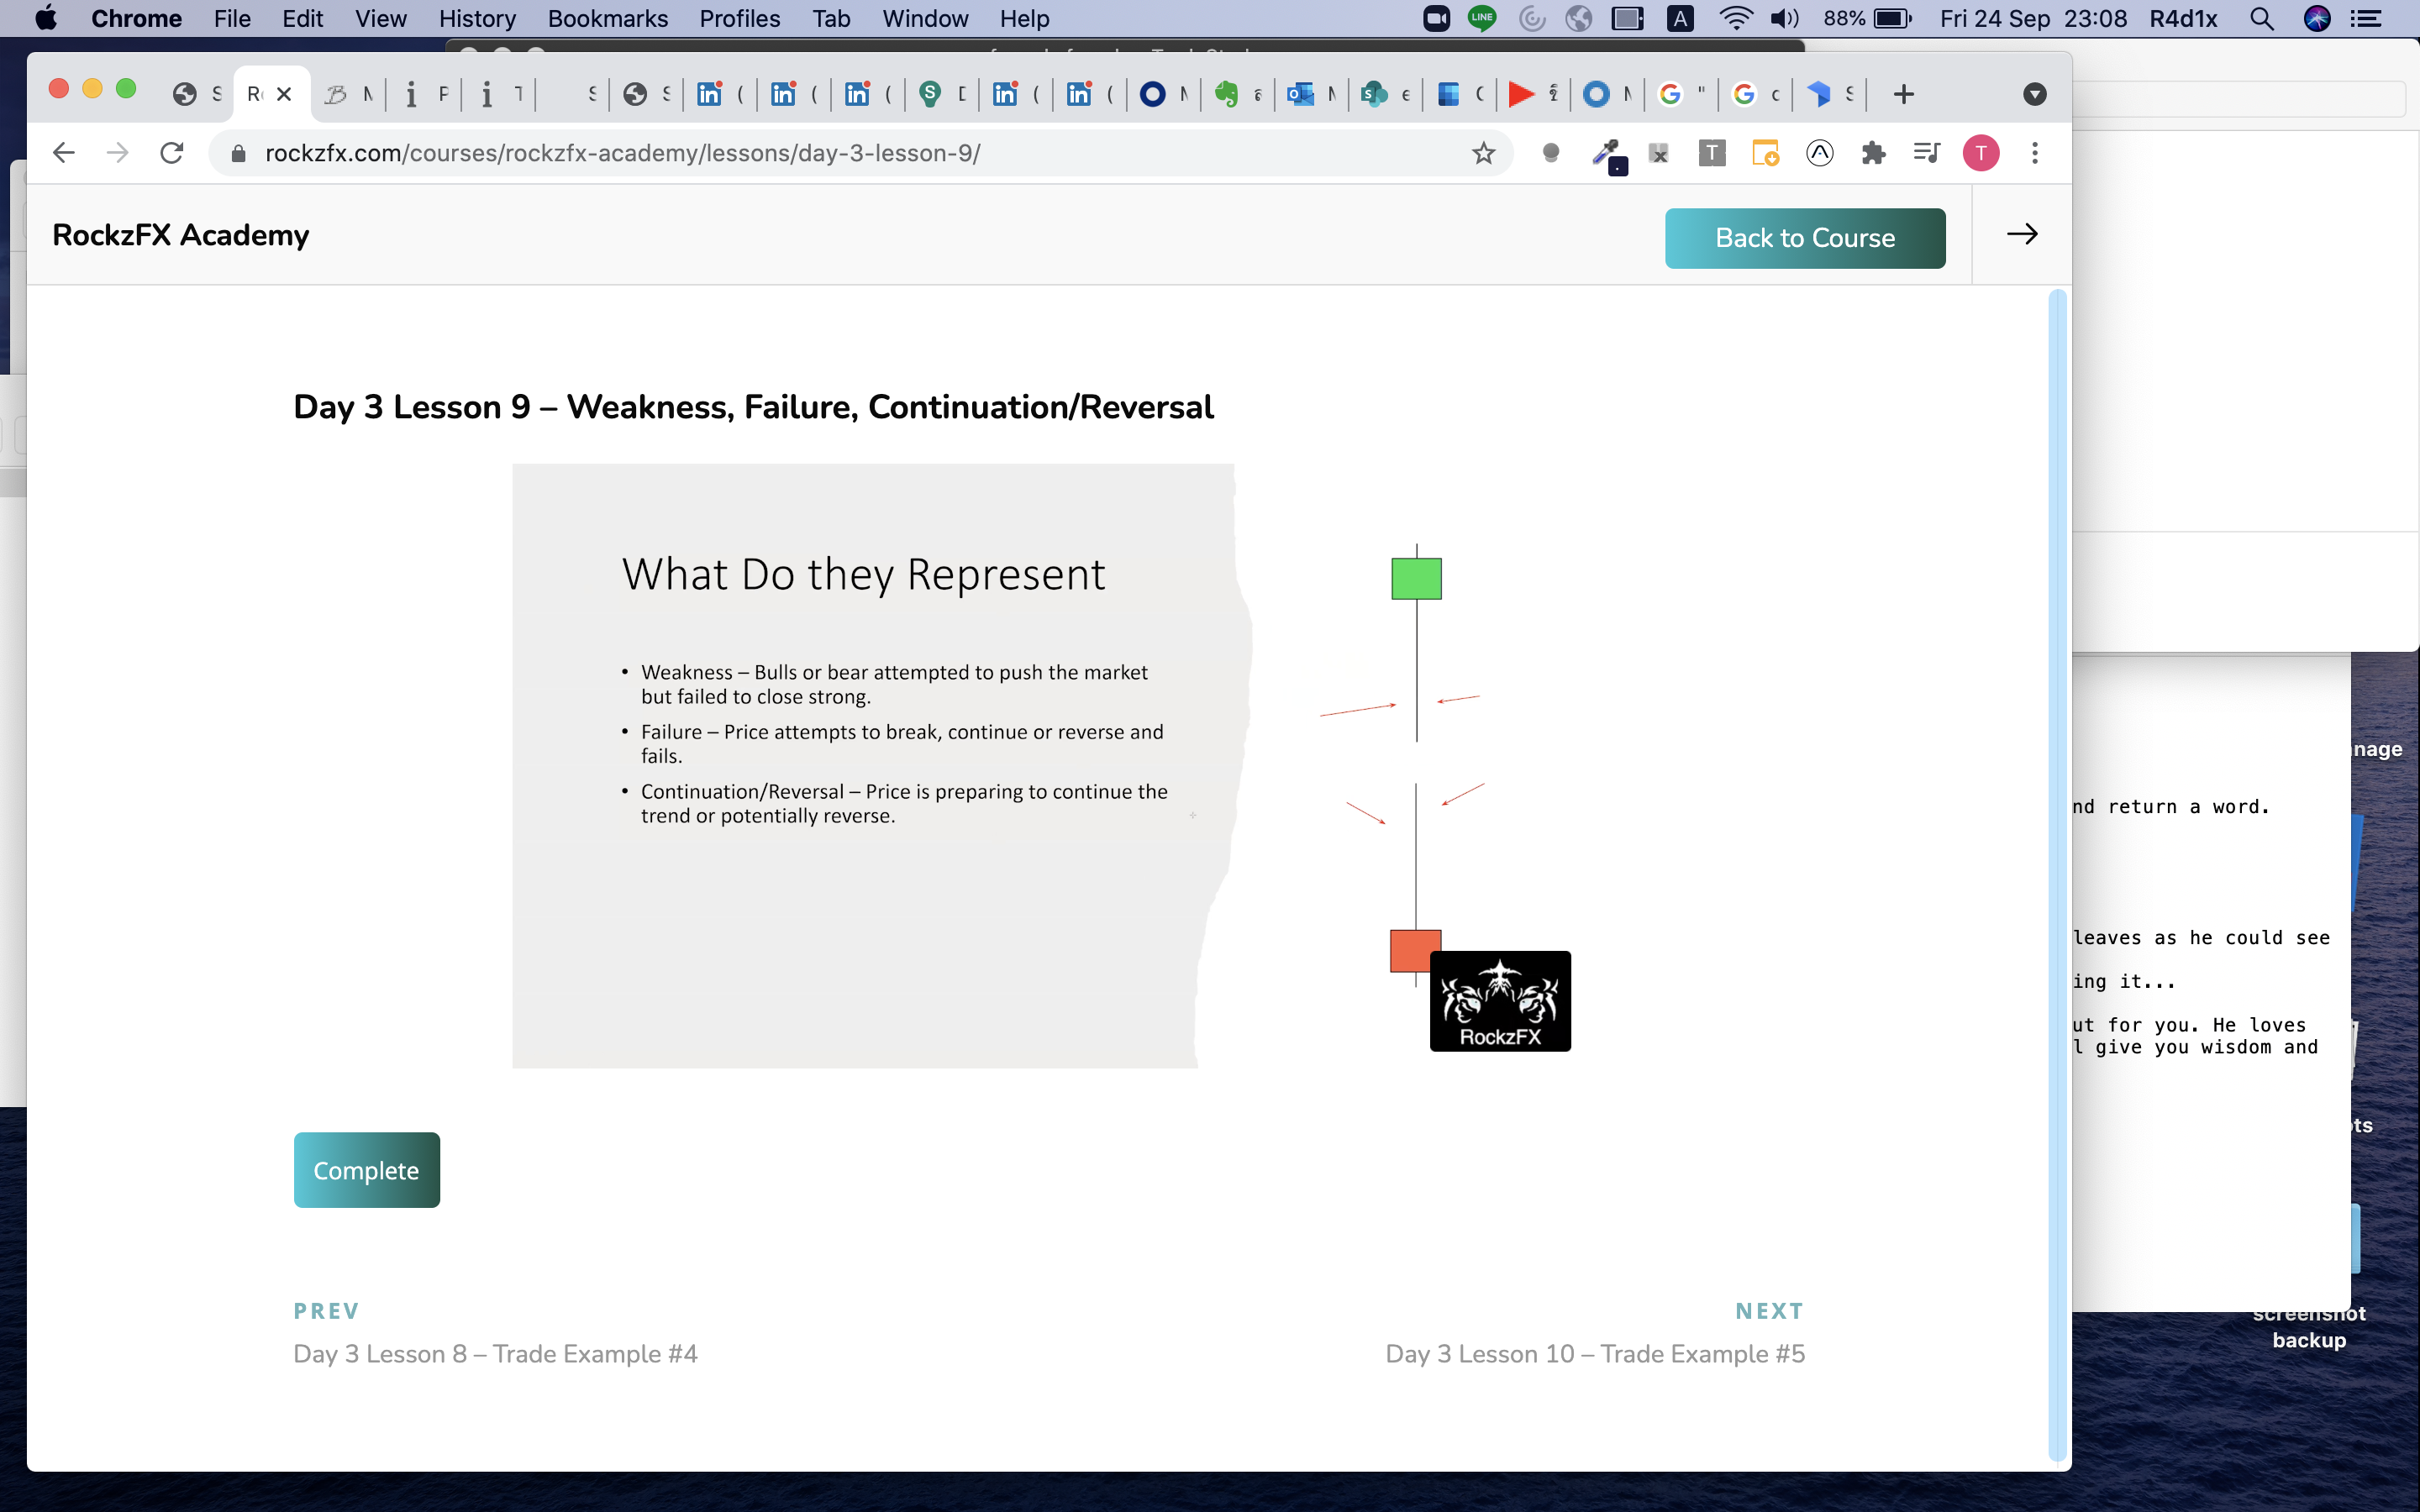 Chrome File Edit View History Bookmarks Profiles Tab Window Help
LINE A 88% Fri 24 Sep 23:08 R4d1x
rockzfx.com/courses/rockzfx-academy/lessons/day-3-lesson-9/
T
RockzFX Academy
Back to Course
Day 3 Lesson 9 – Weakness, Failure, Continuation/Reversal
What Do they Represent
• Weakness – Bulls or bear attempted to push the market
but failed to close strong.
• Failure – Price attempts to break, continue or reverse and
fails.
• Continuation/Reversal – Price is preparing to continue the
trend or potentially reverse.
RockzFX
Complete
PREV
Day 3 Lesson 8 – Trade Example #4
NEXT
Day 3 Lesson 10 – Trade Example #5
nage
nd return a word.
leaves as he could see
ing it...
ut for you. He loves
l give you wisdom and
ts
screenshot
backup